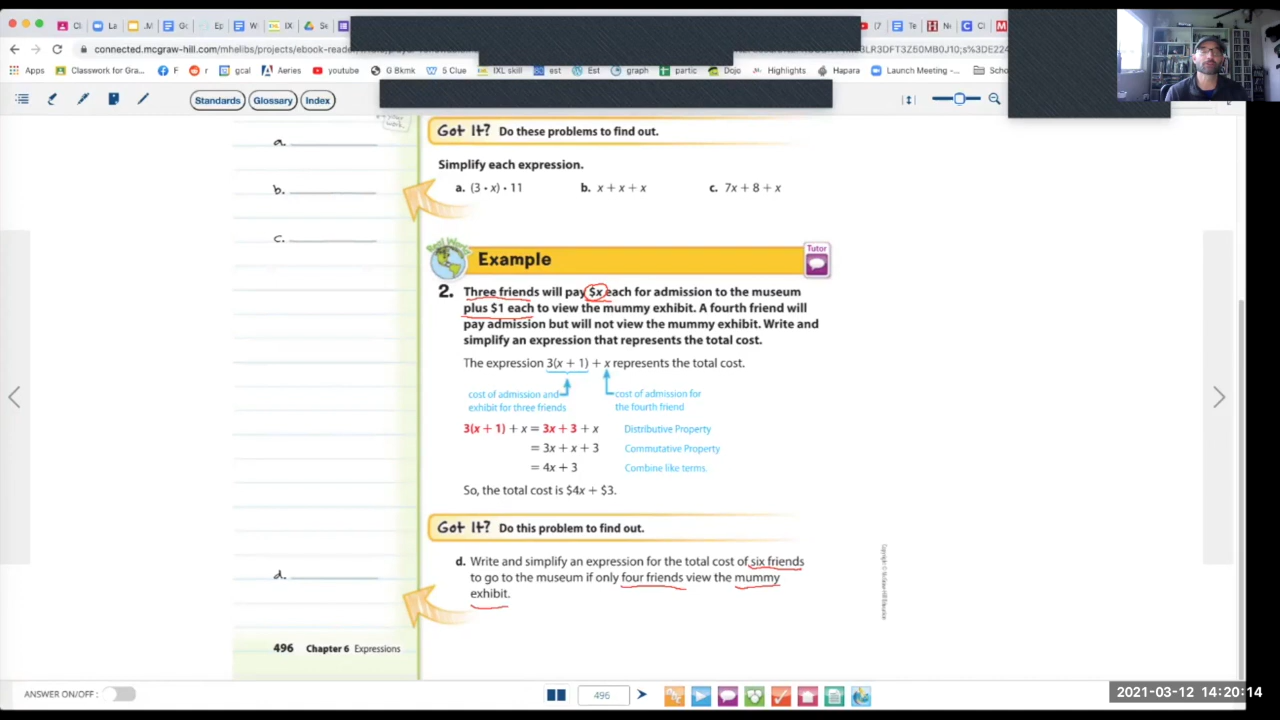 connected.mcgraw-hill.com/mhelibs/projects/ebook-reade
Apps
Classwork for Gra...
gcal
Aeries
youtube
G Bkmk
5 Clue
IXL skill
est
Est
graph
partic
Dojo
Highlights
Hapara
Launch Meeting -...
Standards
Glossary
Index
Got It? Do these problems to find out.
Simplify each expression.
a. (3 • x) • 11
b. x + x + x
c. 7x + 8 + x
a.
b.
c.
Real World
Example
Tutor
2. Three friends will pay $x each for admission to the museum
plus $1 each to view the mummy exhibit. A fourth friend will
pay admission but will not view the mummy exhibit. Write and
simplify an expression that represents the total cost.
The expression 3(x + 1) + x represents the total cost.
cost of admission and
exhibit for three friends
cost of admission for
the fourth friend
3(x + 1) + x = 3x + 3 + x Distributive Property
= 3x + x + 3 Commutative Property
= 4x + 3 Combine like terms.
So, the total cost is $4x + $3.
Got It? Do this problem to find out.
d. Write and simplify an expression for the total cost of six friends
to go to the museum if only four friends view the mummy
exhibit.
d.
496 Chapter 6 Expressions
ANSWER ON/OFF :
496
2021-03-12 14:20:14